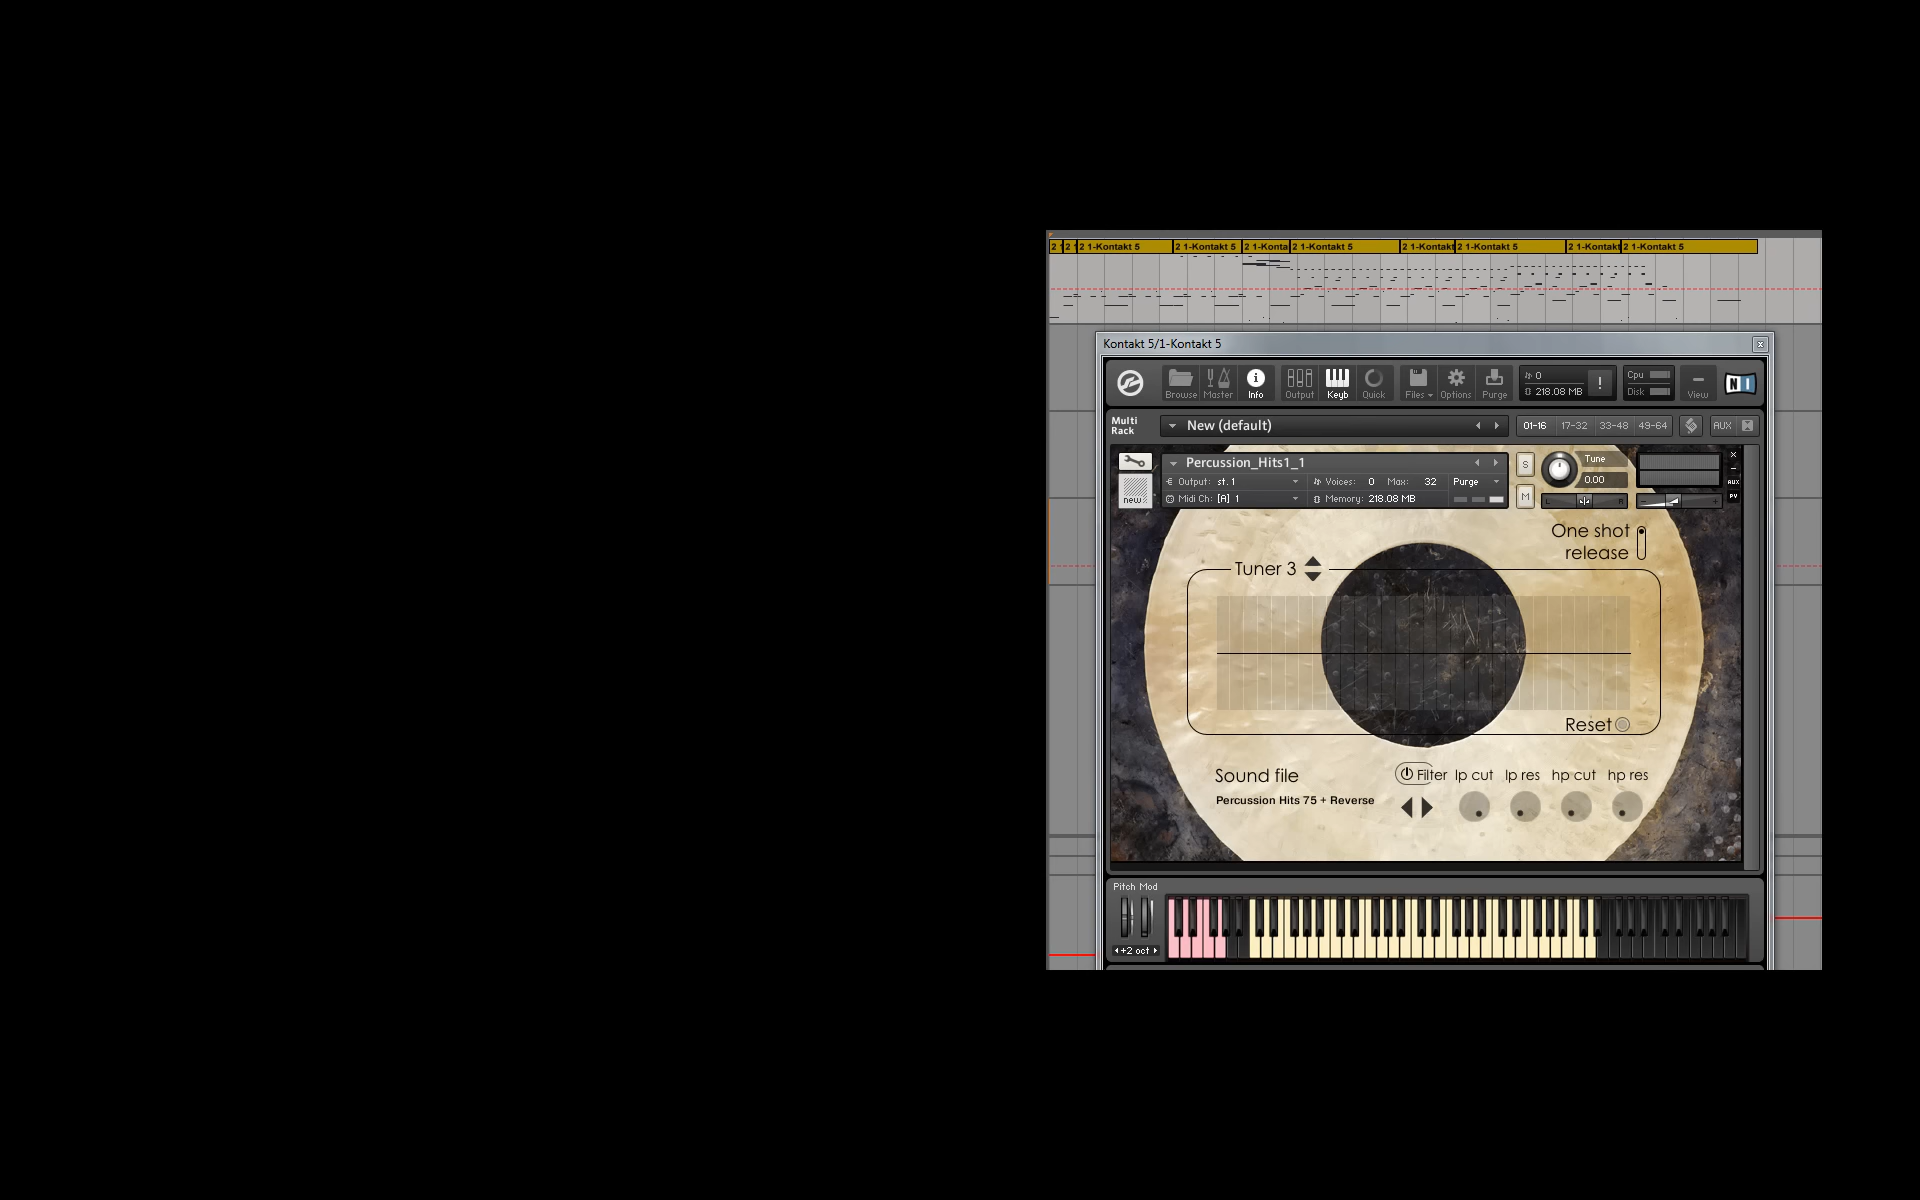 2 1-Kontakt 5
2 1-Kontakt 5
2 1-Konta
2 1-Kontakt 5
2 1-Kontakt
2 1-Kontakt 5
2 1-Kontakt
2 1-Kontakt 5
Kontakt 5/1-Kontakt 5
Browse Master Info Output Keyb Quick Files Options Purge View
0
218.08 MB
!
Cpu
Disk
NI
Multi
Rack
New (default)
01-16 17-32 33-48 49-64 AUX
Percussion_Hits1_1
Output: st. 1 Voices: 0 Max: 32 Purge
Midi Ch: [A] 1 Memory: 218.08 MB
new
S
M
Tune
0.00
L R
- +
AUX
PV
One shot
release
Tuner 3
Reset
Sound file
Percussion Hits 75 + Reverse
Filter lp cut lp res hp cut hp res
Pitch Mod
+2 oct